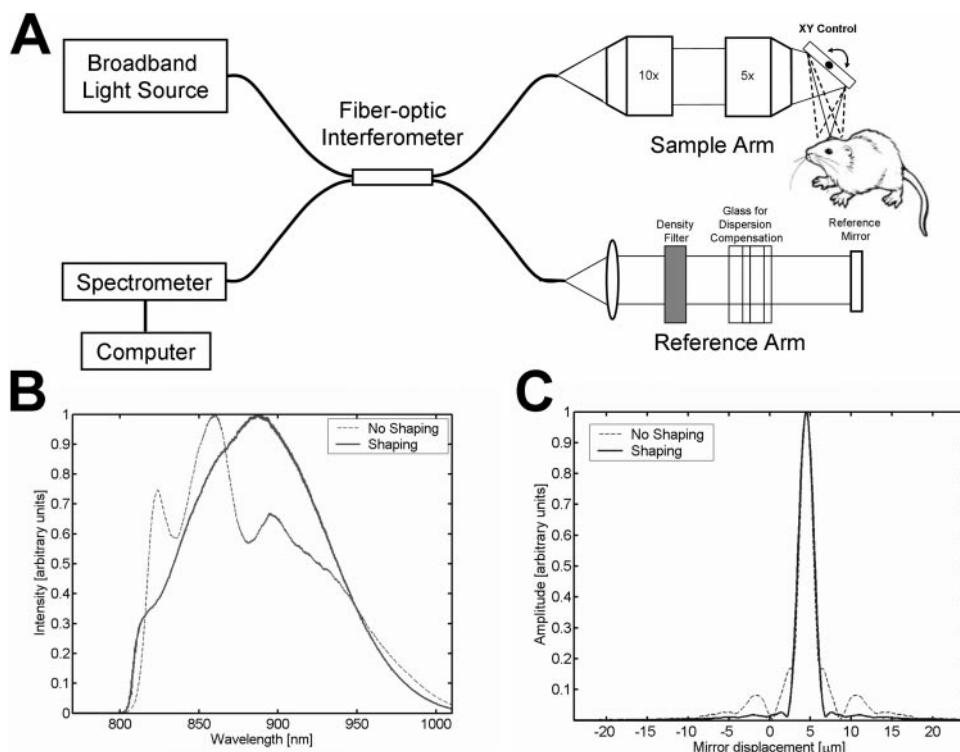 A
Broadband
Light Source
Fiber-optic
Interferometer
Spectrometer
Computer
10x
5x
XY Control
Sample Arm
Density
Filter
Glass for
Dispersion
Compensation
Reference
Mirror
Reference Arm
B
Intensity [arbitrary units]
1
0.9
0.8
0.7
0.6
0.5
0.4
0.3
0.2
0.1
0
No Shaping
Shaping
800
850
900
950
1000
Wavelength [nm]
C
Amplitude [arbitrary units]
1
0.9
0.8
0.7
0.6
0.5
0.4
0.3
0.2
0.1
No Shaping
Shaping
-20
-15
-10
-5
0
5
10
15
20
Mirror displacement [μm]